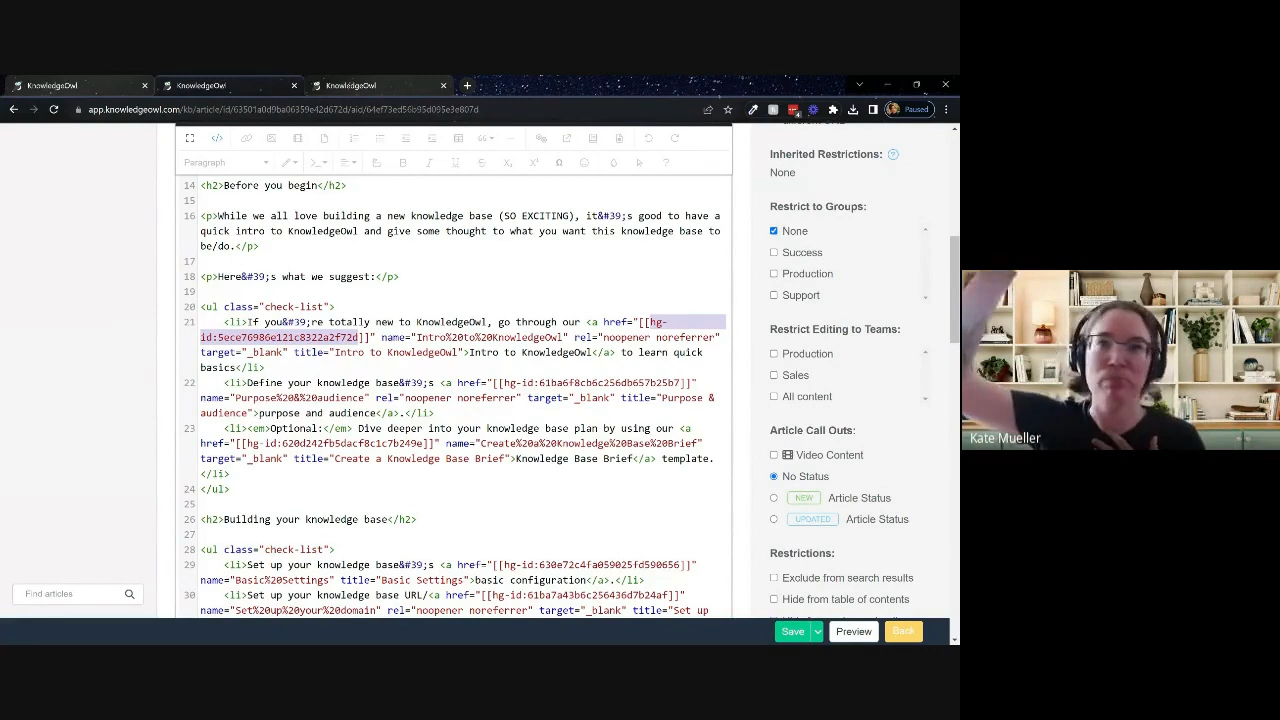 KnowledgeOwl
KnowledgeOwl
KnowledgeOwl
app.knowledgeowl.com/kb/article/id/63501a0d9ba06359e42d672d/aid/64ef73ed56b95d095e3e807d
Paused
Paragraph
14 <h2>Before you begin</h2>
15
16 <p>While we all love building a new knowledge base (SO EXCITING), it&#39;s good to have a
quick intro to KnowledgeOwl and give some thought to what you want this knowledge base to
be/do.</p>
17
18 <p>Here&#39;s what we suggest:</p>
19
20 <ul class="check-list">
21 <li>If you&#39;re totally new to KnowledgeOwl, go through our <a href="[[hg-
id:5ece76986e121c8322a2f72d]]" name="Intro%20to%20KnowledgeOwl" rel="noopener noreferrer"
target="_blank" title="Intro to KnowledgeOwl">Intro to KnowledgeOwl</a> to learn quick
basics</li>
22 <li>Define your knowledge base&#39;s <a href="[[hg-id:61ba6f8cb6c256db657b25b7]]"
name="Purpose%20&%20audience" rel="noopener noreferrer" target="_blank" title="Purpose &
audience">purpose and audience</a>.</li>
23 <li><em>Optional:</em> Dive deeper into your knowledge base plan by using our <a
href="[[hg-id:620d242fb5dacf8c1c7b249e]]" name="Create%20a%20Knowledge%20Base%20Brief"
target="_blank" title="Create a Knowledge Base Brief">Knowledge Base Brief</a> template.
</li>
24 </ul>
25
26 <h2>Building your knowledge base</h2>
27
28 <ul class="check-list">
29 <li>Set up your knowledge base&#39;s <a href="[[hg-id:630e72c4fa059025fd590656]]"
name="Basic%20Settings" title="Basic Settings">basic configuration</a>.</li>
30 <li>Set up your knowledge base URL/<a href="[[hg-id:61ba7a43b6c256436d7b24af]]"
name="Set%20up%20your%20domain" rel="noopener noreferrer" target="_blank" title="Set up
Find articles
Inherited Restrictions: ?
None
Restrict to Groups:
None
Success
Production
Support
Restrict Editing to Teams:
Production
Sales
All content
Article Call Outs:
Video Content
No Status
NEW Article Status
UPDATED Article Status
Restrictions:
Exclude from search results
Hide from table of contents
Save
Preview
Back
Kate Mueller